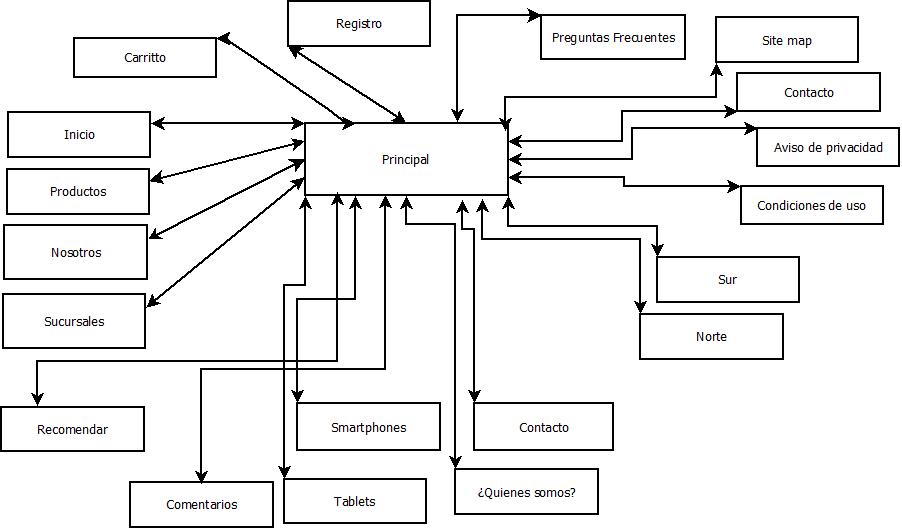 Registro
Preguntas Frecuentes
Site map
Carritto
Contacto
Inicio
Principal
Aviso de privacidad
Productos
Condiciones de uso
Nosotros
Sur
Sucursales
Norte
Recomendar
Smartphones
Contacto
Comentarios
Tablets
¿Quienes somos?